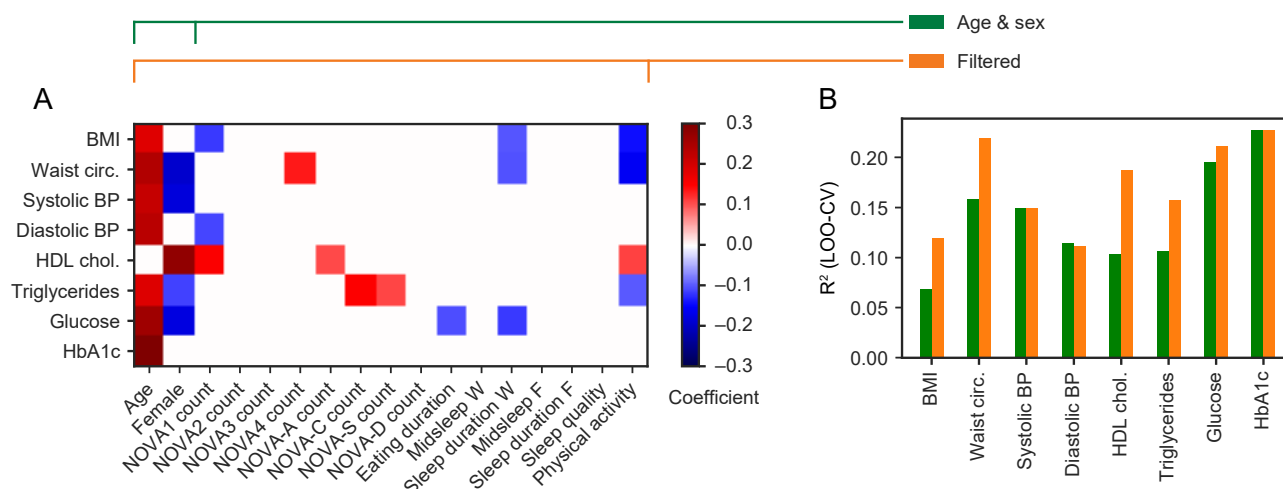 Age & sex
Filtered
A
BMI
Waist circ.
Systolic BP
Diastolic BP
HDL chol.
Triglycerides
Glucose
HbA1c
Age
Female
NOVA1 count
NOVA2 count
NOVA3 count
NOVA4 count
NOVA-A count
NOVA-C count
NOVA-S count
NOVA-D count
Eating duration
Midsleep W
Sleep duration W
Midsleep F
Sleep duration F
Sleep quality
Physical activity
0.3
0.2
0.1
0.0
−0.1
−0.2
−0.3
Coefficient
B
R² (LOO-CV)
0.20
0.15
0.10
0.05
0.00
BMI
Waist circ.
Systolic BP
Diastolic BP
HDL chol.
Triglycerides
Glucose
HbA1c